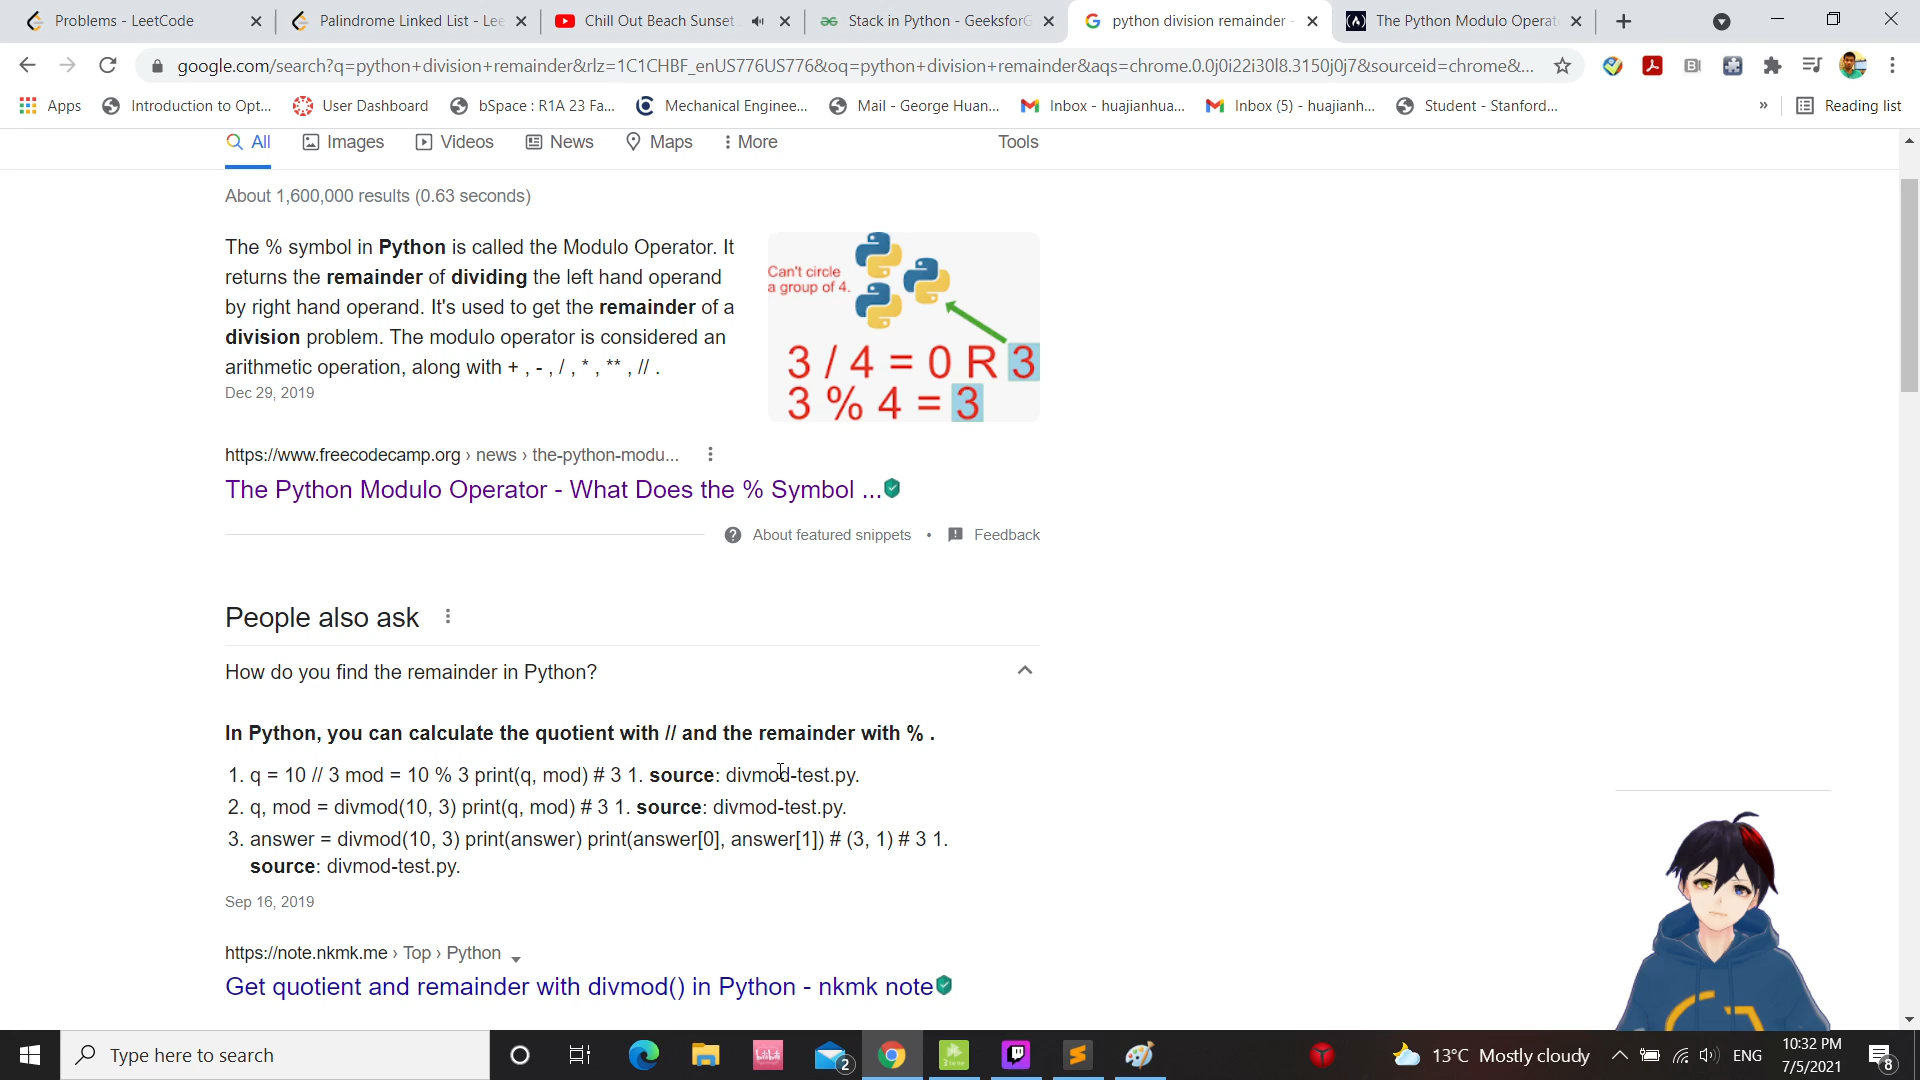 Problems - LeetCode
Palindrome Linked List - Lee
Chill Out Beach Sunset
Stack in Python - GeeksforG
python division remainder -
The Python Modulo Operat
google.com/search?q=python+division+remainder&rlz=1C1CHBF_enUS776US776&oq=python+division+remainder&aqs=chrome.0.0j0i22i30l8.3150j0j7&sourceid=chrome&...
Apps
Introduction to Opt...
User Dashboard
bSpace : R1A 23 Fa...
Mechanical Enginee...
Mail - George Huan...
Inbox - huajianhua...
Inbox (5) - huajianh...
Student - Stanford...
»
Reading list
All
Images
Videos
News
Maps
More
Tools
About 1,600,000 results (0.63 seconds)
The % symbol in Python is called the Modulo Operator. It
returns the remainder of dividing the left hand operand
by right hand operand. It's used to get the remainder of a
division problem. The modulo operator is considered an
arithmetic operation, along with + , - , / , * , ** , // .
Dec 29, 2019
Can't circle
a group of 4.
3 / 4 = 0 R 3
3 % 4 = 3
https://www.freecodecamp.org › news › the-python-modu...
The Python Modulo Operator - What Does the % Symbol ...
About featured snippets • Feedback
People also ask
How do you find the remainder in Python?
In Python, you can calculate the quotient with // and the remainder with % .
1. q = 10 // 3 mod = 10 % 3 print(q, mod) # 3 1. source: divmod-test.py.
2. q, mod = divmod(10, 3) print(q, mod) # 3 1. source: divmod-test.py.
3. answer = divmod(10, 3) print(answer) print(answer[0], answer[1]) # (3, 1) # 3 1.
source: divmod-test.py.
Sep 16, 2019
https://note.nkmk.me › Top › Python
Get quotient and remainder with divmod() in Python - nkmk note
Type here to search
2
13°C Mostly cloudy
ENG
10:32 PM
7/5/2021
8